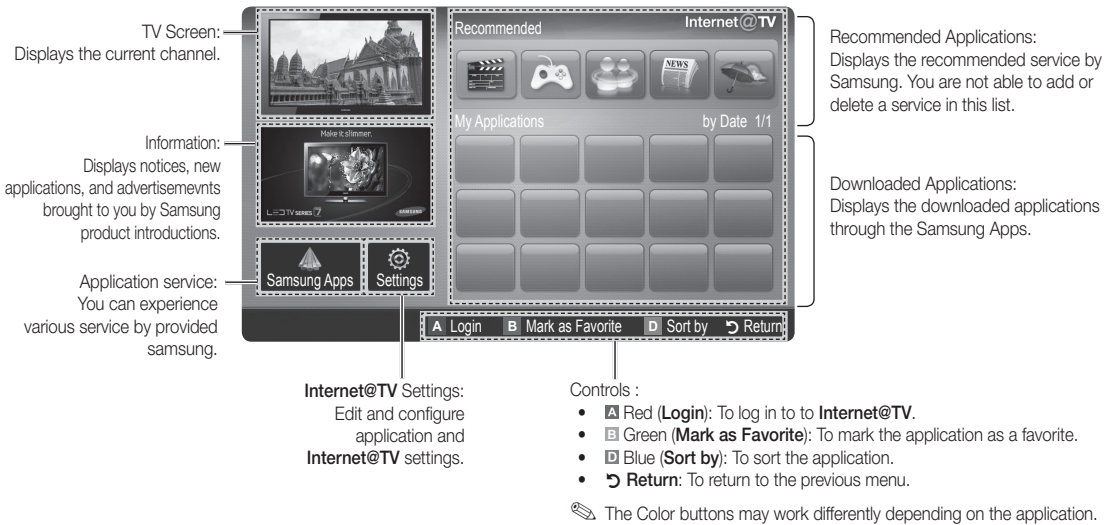 TV Screen:
Displays the current channel.
Information:
Displays notices, new
applications, and advertisemevnts
brought to you by Samsung
product introductions.
Application service:
You can experience
various service by provided
samsung.
Make it slimmer.
LED TV SERIES 7
SAMSUNG
Samsung Apps
Settings
Recommended
Internet@TV
NEWS
My Applications
by Date 1/1
A Login B Mark as Favorite D Sort by Return
Recommended Applications:
Displays the recommended service by
Samsung. You are not able to add or
delete a service in this list.
Downloaded Applications:
Displays the downloaded applications
through the Samsung Apps.
Internet@TV Settings:
Edit and configure
application and
Internet@TV settings.
Controls :
• A Red (Login): To log in to to Internet@TV.
• B Green (Mark as Favorite): To mark the application as a favorite.
• D Blue (Sort by): To sort the application.
• Return: To return to the previous menu.
The Color buttons may work differently depending on the application.